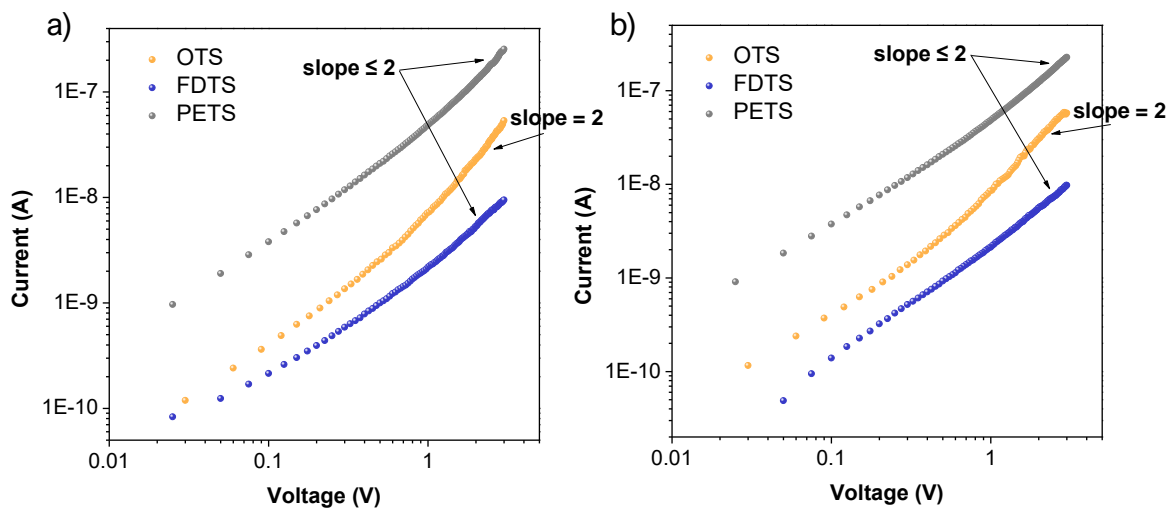 a)
OTS
FDTS
PETS
slope ≤ 2
slope = 2
1E-7
1E-8
1E-9
1E-10
Current (A)
0.01
0.1
1
Voltage (V)
b)
OTS
FDTS
PETS
slope ≤ 2
slope = 2
1E-7
1E-8
1E-9
1E-10
Current (A)
0.01
0.1
1
Voltage (V)